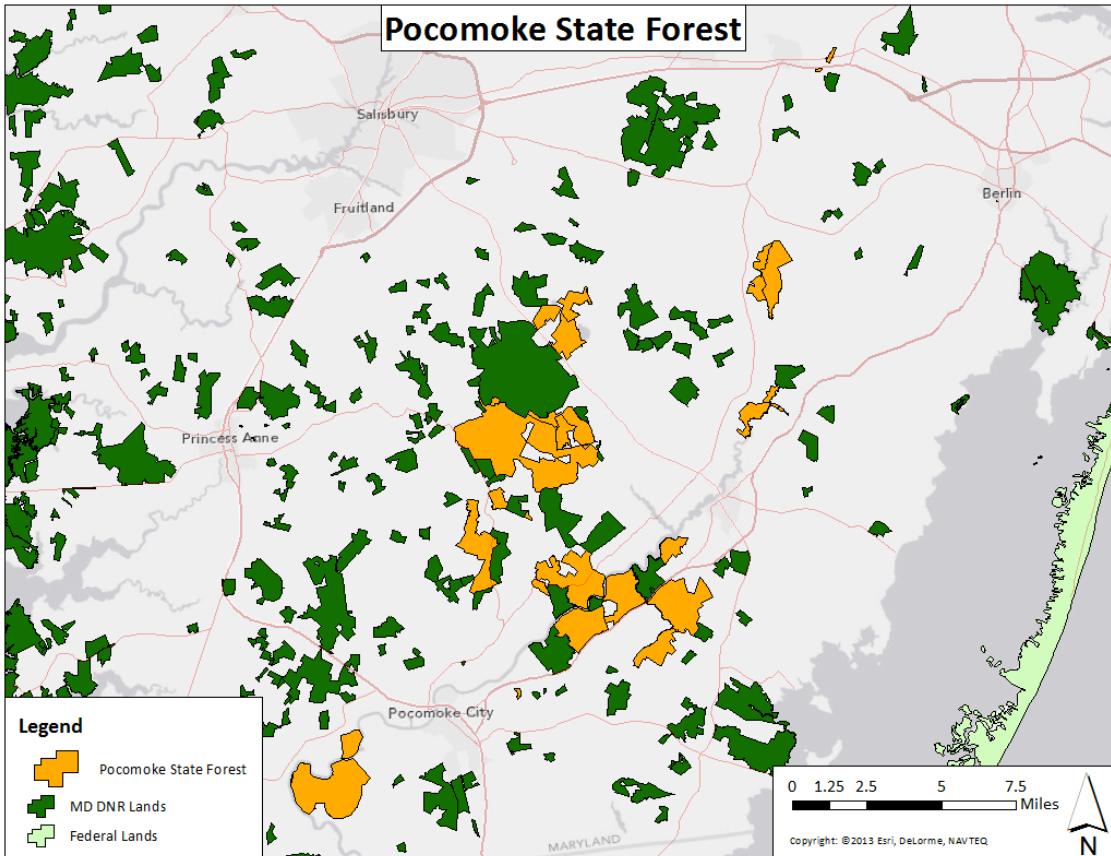 Pocomoke State Forest
Salisbury
Fruitland
Berlin
Princess Anne
Pocomoke City
MARYLAND
Legend
Pocomoke State Forest
MD DNR Lands
Federal Lands
0 1.25 2.5 5 7.5
Miles
Copyright: ©2013 Esri, DeLorme, NAVTEQ
N